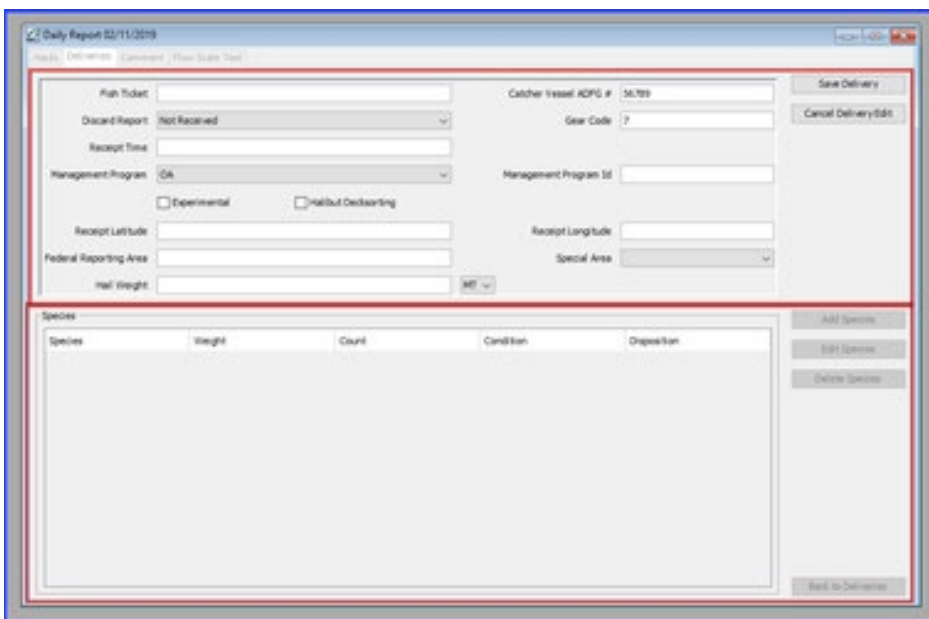 Daily Report 02/11/2019
Hauls Deliveries Comment Flow Scale Test
Fish Ticket Catcher Vessel ADFG # 56789 Save Delivery
Discard Report Not Received Gear Code 7 Cancel Delivery Edit
Receipt Time
Management Program OA Management Program Id
Experimental Halibut Decksorting
Receipt Latitude Receipt Longitude
Federal Reporting Area Special Area
Hail Weight MT
Species Add Species
Species Weight Count Condition Disposition
Edit Species
Delete Species
Back to Deliveries